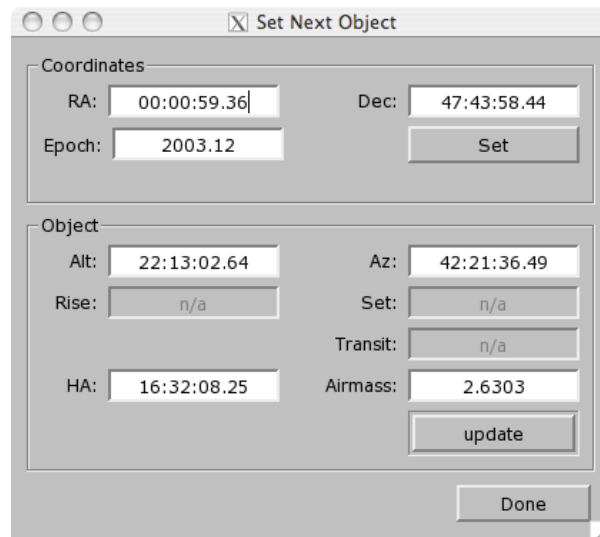 Set Next Object
Coordinates
RA: 00:00:59.36 Dec: 47:43:58.44
Epoch: 2003.12 Set
Object
Alt: 22:13:02.64 Az: 42:21:36.49
Rise: n/a Set: n/a
Transit: n/a
HA: 16:32:08.25 Airmass: 2.6303
update
Done